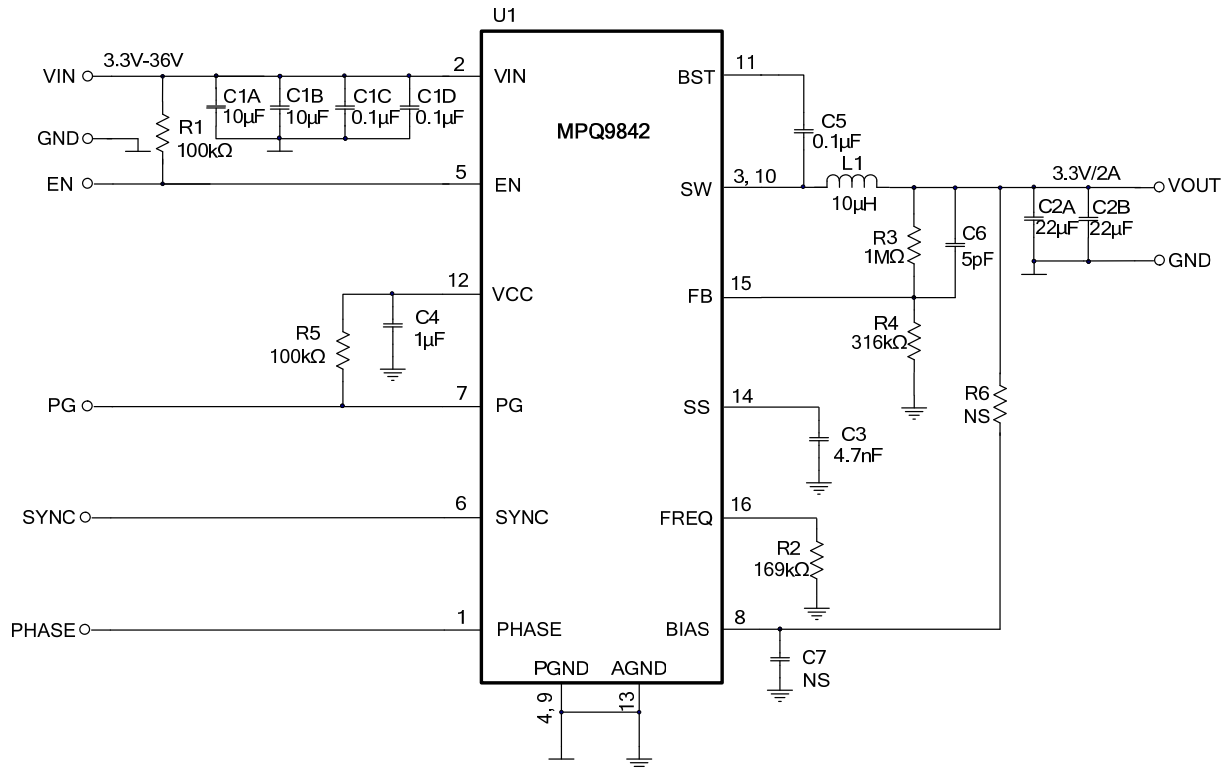 U1
3.3V-36V
VIN
2
VIN
C1A
10µF
C1B
10µF
C1C
0.1µF
C1D
0.1µF
R1
100kΩ
GND
EN
5
EN
MPQ9842
BST
11
C5
0.1µF
L1
10µH
SW
3, 10
3.3V/2A
VOUT
C2A
22µF
C2B
22µF
GND
R3
1MΩ
C6
5pF
FB
15
R4
316kΩ
12
VCC
R5
100kΩ
C4
1µF
PG
7
PG
SS
14
C3
4.7nF
R6
NS
SYNC
6
SYNC
FREQ
16
R2
169kΩ
PHASE
1
PHASE
BIAS
8
C7
NS
PGND
AGND
4, 9
13